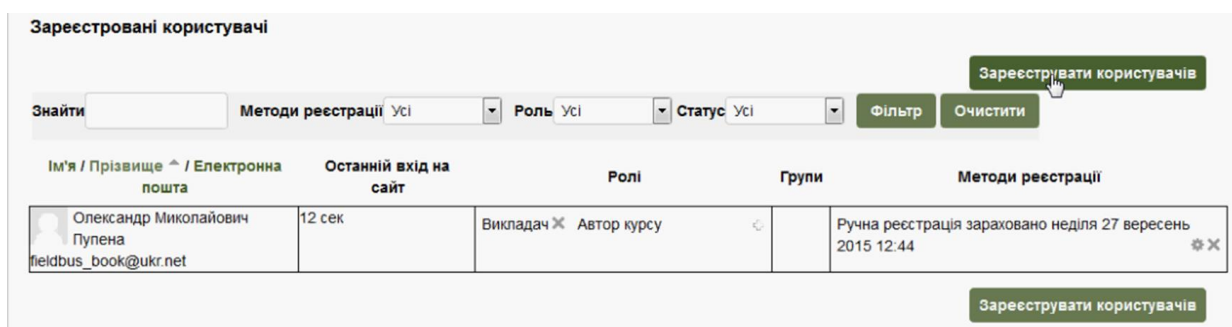 Зареєстровані користувачі
Зареєструвати користувачів
Знайти Методи реєстрації Усі Роль Усі Статус Усі Фільтр Очистити
Ім'я / Прізвище / Електронна пошта
Останній вхід на сайт
Ролі
Групи
Методи реєстрації
Олександр Миколайович
Пупена
fieldbus_book@ukr.net
12 сек
Викладач Автор курсу
Ручна реєстрація зараховано неділя 27 вересень
2015 12:44
Зареєструвати користувачів